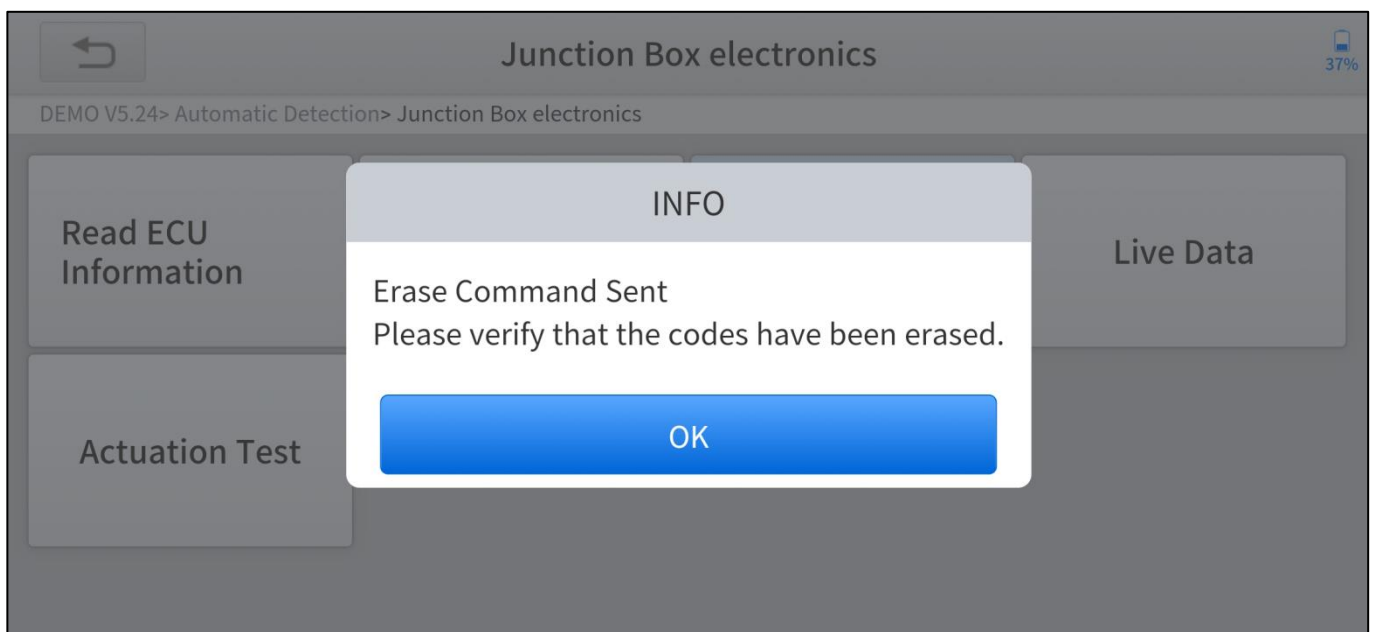 Junction Box electronics
37%
DEMO V5.24> Automatic Detection> Junction Box electronics
Read ECU
Information
Live Data
INFO
Erase Command Sent
Please verify that the codes have been erased.
OK
Actuation Test